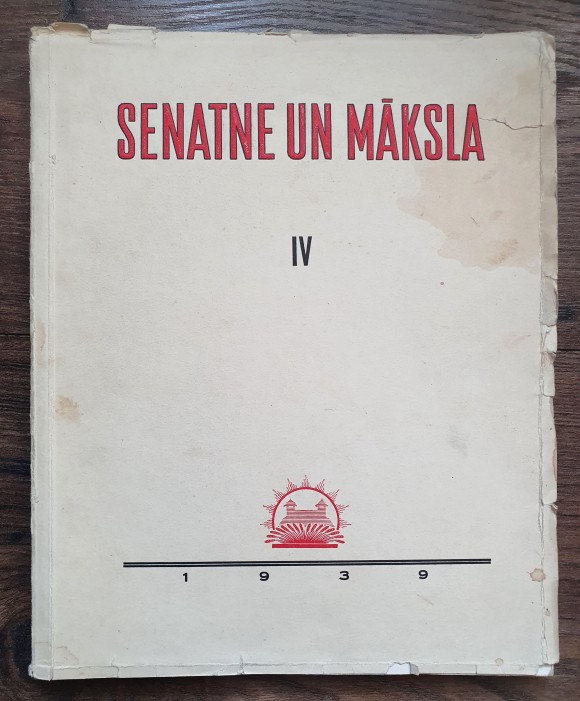 SENATNE UN MĀKSLA
IV
1 9 3 9